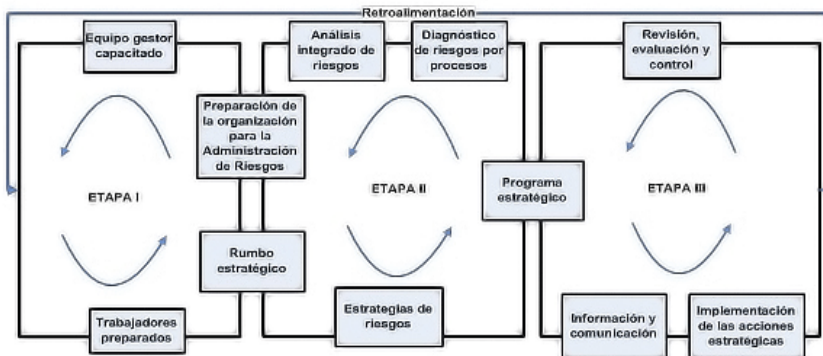 Retroalimentación
Equipo gestor
capacitado
Preparación de
la organización
para la
Administración
de Riesgos
ETAPA I
Rumbo
estratégico
Trabajadores
preparados
Análisis
integrado de
riesgos
Diagnóstico
de riesgos por
procesos
ETAPA II
Programa
estratégico
Estrategias de
riesgos
Revisión,
evaluación y
control
ETAPA III
Información y
comunicación
Implementación
de las acciones
estratégicas